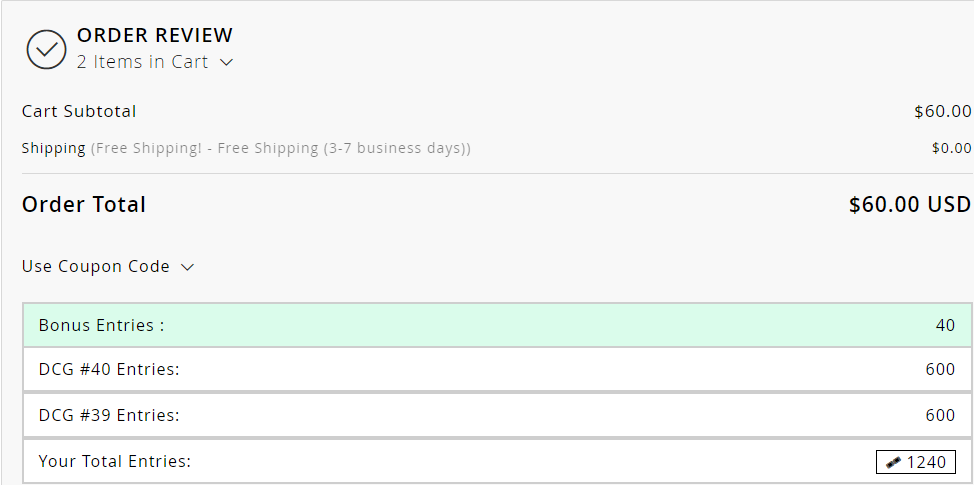 ORDER REVIEW
2 Items in Cart
Cart Subtotal $60.00
Shipping (Free Shipping! - Free Shipping (3-7 business days)) $0.00
Order Total $60.00 USD
Use Coupon Code
Bonus Entries : 40
DCG #40 Entries: 600
DCG #39 Entries: 600
Your Total Entries: 1240